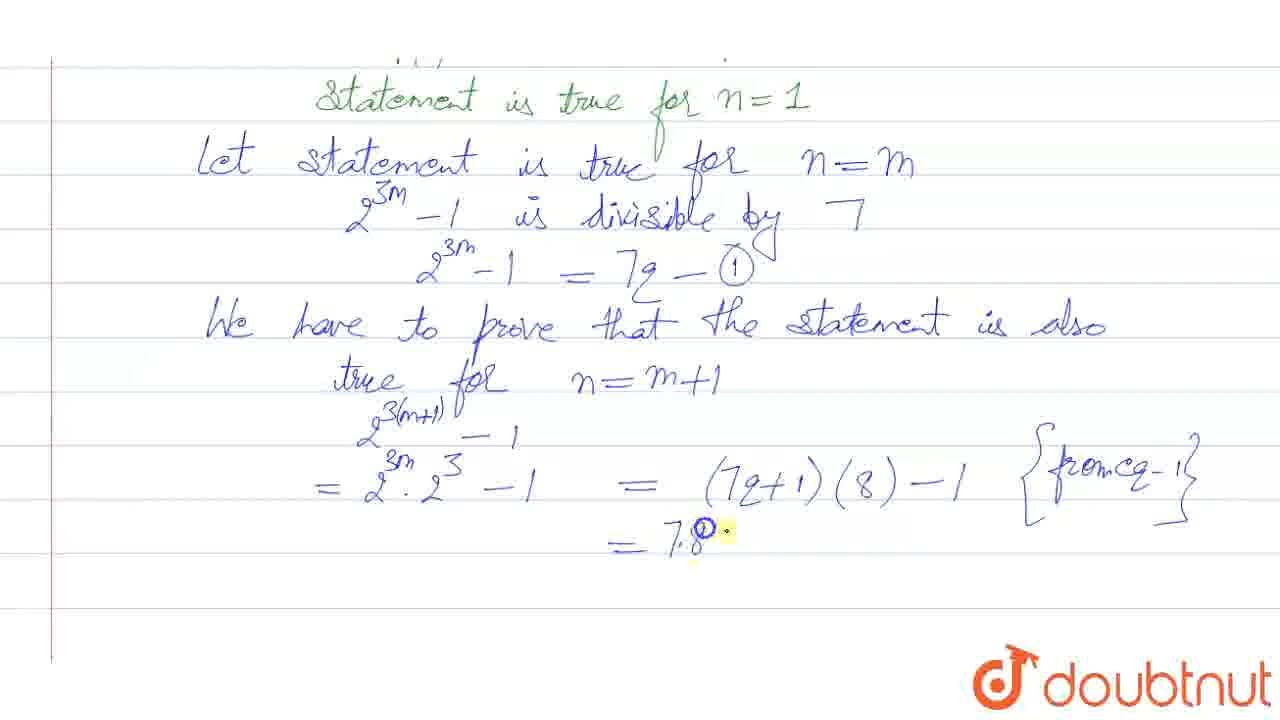 Statement is true for n = 1
Let statement is true for n = m
2^{3m} - 1 is divisible by 7
2^{3m} - 1 = 7q - ①
We have to prove that the statement is also
true for n = m+1
2^{3(m+1)} - 1
= 2^{3m} . 2^3 - 1 = (7q+1) (8) - 1 {from eq-1}
= 7.8
doubtnut